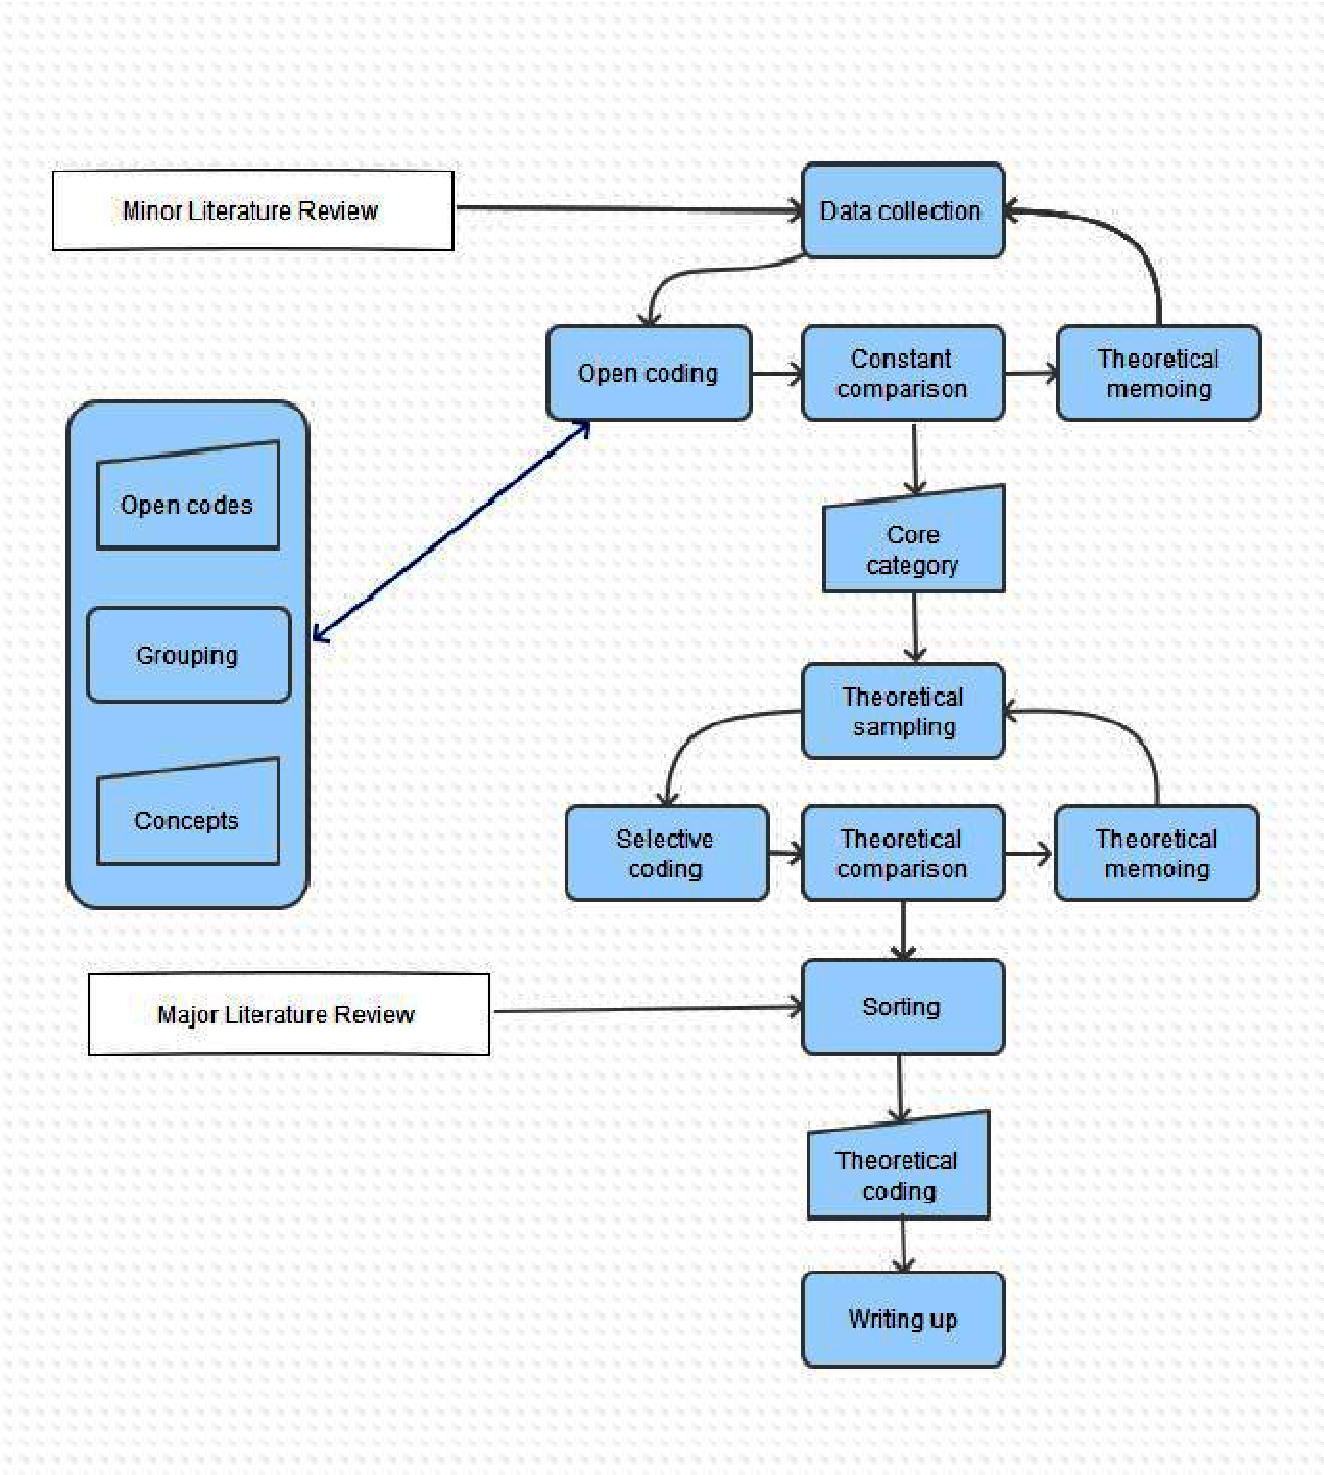 Minor Literature Review
Data collection
Open coding
Constant
comparison
Theoretical
memoing
Open codes
Grouping
Concepts
Core
category
Theoretical
sampling
Selective
coding
Theoretical
comparison
Theoretical
memoing
Major Literature Review
Sorting
Theoretical
coding
Writing up